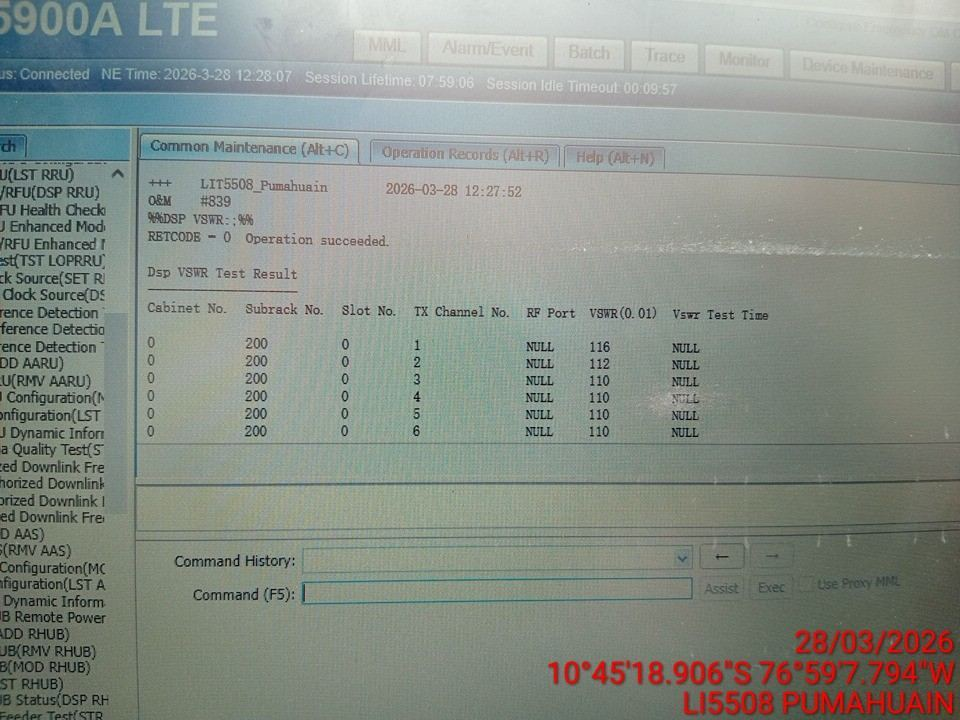 5900A LTE
MML Alarm/Event Batch Trace Monitor Device Maintenance
us: Connected NE Time: 2026-3-28 12:28:07 Session Lifetime: 07:59:06 Session Idle Timeout: 00:09:57
rch
Common Maintenance (Alt+C) Operation Records (Alt+R) Help (Alt+N)
U(LST RRU)
/RFU(DSP RRU)
FU Health Check
U Enhanced Mode
/RFU Enhanced
est(TST LOPRRU)
ck Source(SET R
Clock Source(DS
rence Detection
rference Detectio
rence Detection
DD AARU)
RU(RMV AARU)
U Configuration(M
onfiguration(LST
U Dynamic Inform
na Quality Test(S
zed Downlink Fre
horized Downlink
orized Downlink
ed Downlink Fre
D AAS)
S(RMV AAS)
Configuration(MO
nfiguration(LST A
Dynamic Inform
B Remote Power
ADD RHUB)
UB(RMV RHUB)
B(MOD RHUB)
ST RHUB)
B Status(DSP RH
Feeder Test(STR
+++ LIT5508_Pumahuain 2026-03-28 12:27:52
O&M #839
%%DSP VSWR:;%%
RETCODE = 0 Operation succeeded.
Dsp VSWR Test Result
Cabinet No. Subrack No. Slot No. TX Channel No. RF Port VSWR(0.01) Vswr Test Time
0 200 0 1 NULL 116 NULL
0 200 0 2 NULL 112 NULL
0 200 0 3 NULL 110 NULL
0 200 0 4 NULL 110 NULL
0 200 0 5 NULL 110 NULL
0 200 0 6 NULL 110 NULL
Command History: ← →
Command (F5): Assist Exec Use Proxy MML
28/03/2026
10°45'18.906"S 76°59'7.794"W
LI5508 PUMAHUAIN